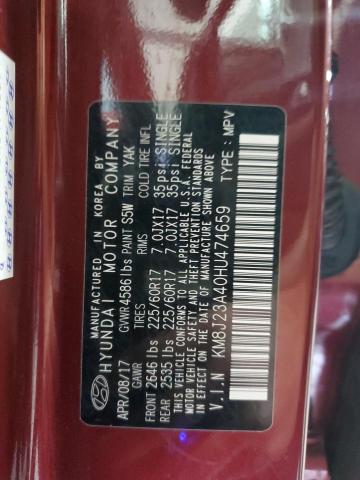 MANUFACTURED IN KOREA BY
HYUNDAI MOTOR COMPANY
APR/08/17 GVWR 4586 lbs PAINT S5W TRIM YAK
GAWR RIMS COLD TIRE INFL
FRONT 2646 lbs 225/60R17 7.0JX17 35psi SINGLE
REAR 2535 lbs 225/60R17 7.0JX17 35psi SINGLE
THIS VEHICLE CONFORMS TO ALL APPLICABLE U.S.A FEDERAL
MOTOR VEHICLE SAFETY AND THEFT PREVENTION STANDARDS
IN EFFECT ON THE DATE OF MANUFACTURE SHOWN ABOVE
V.I.N KM8J23A40HU474659 TYPE : MPV